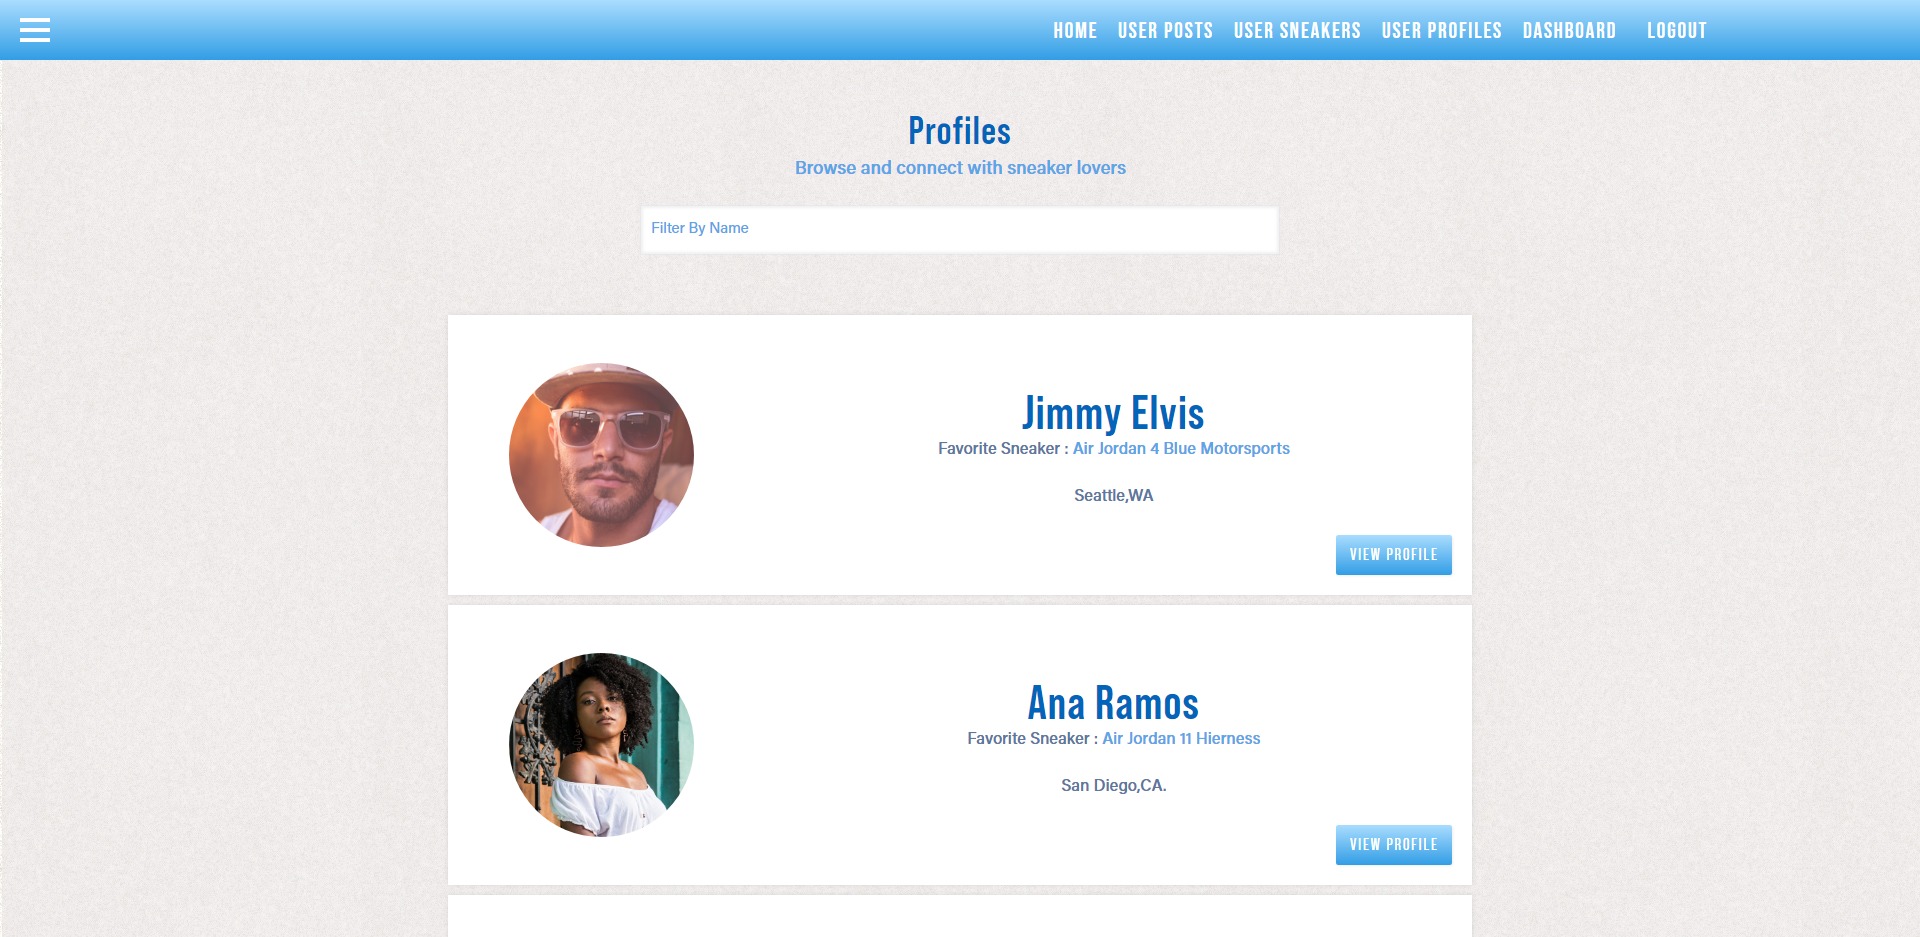 HOME USER POSTS USER SNEAKERS USER PROFILES DASHBOARD LOGOUT
Profiles
Browse and connect with sneaker lovers
Filter By Name
Jimmy Elvis
Favorite Sneaker : Air Jordan 4 Blue Motorsports
Seattle,WA
VIEW PROFILE
Ana Ramos
Favorite Sneaker : Air Jordan 11 Hierness
San Diego,CA.
VIEW PROFILE